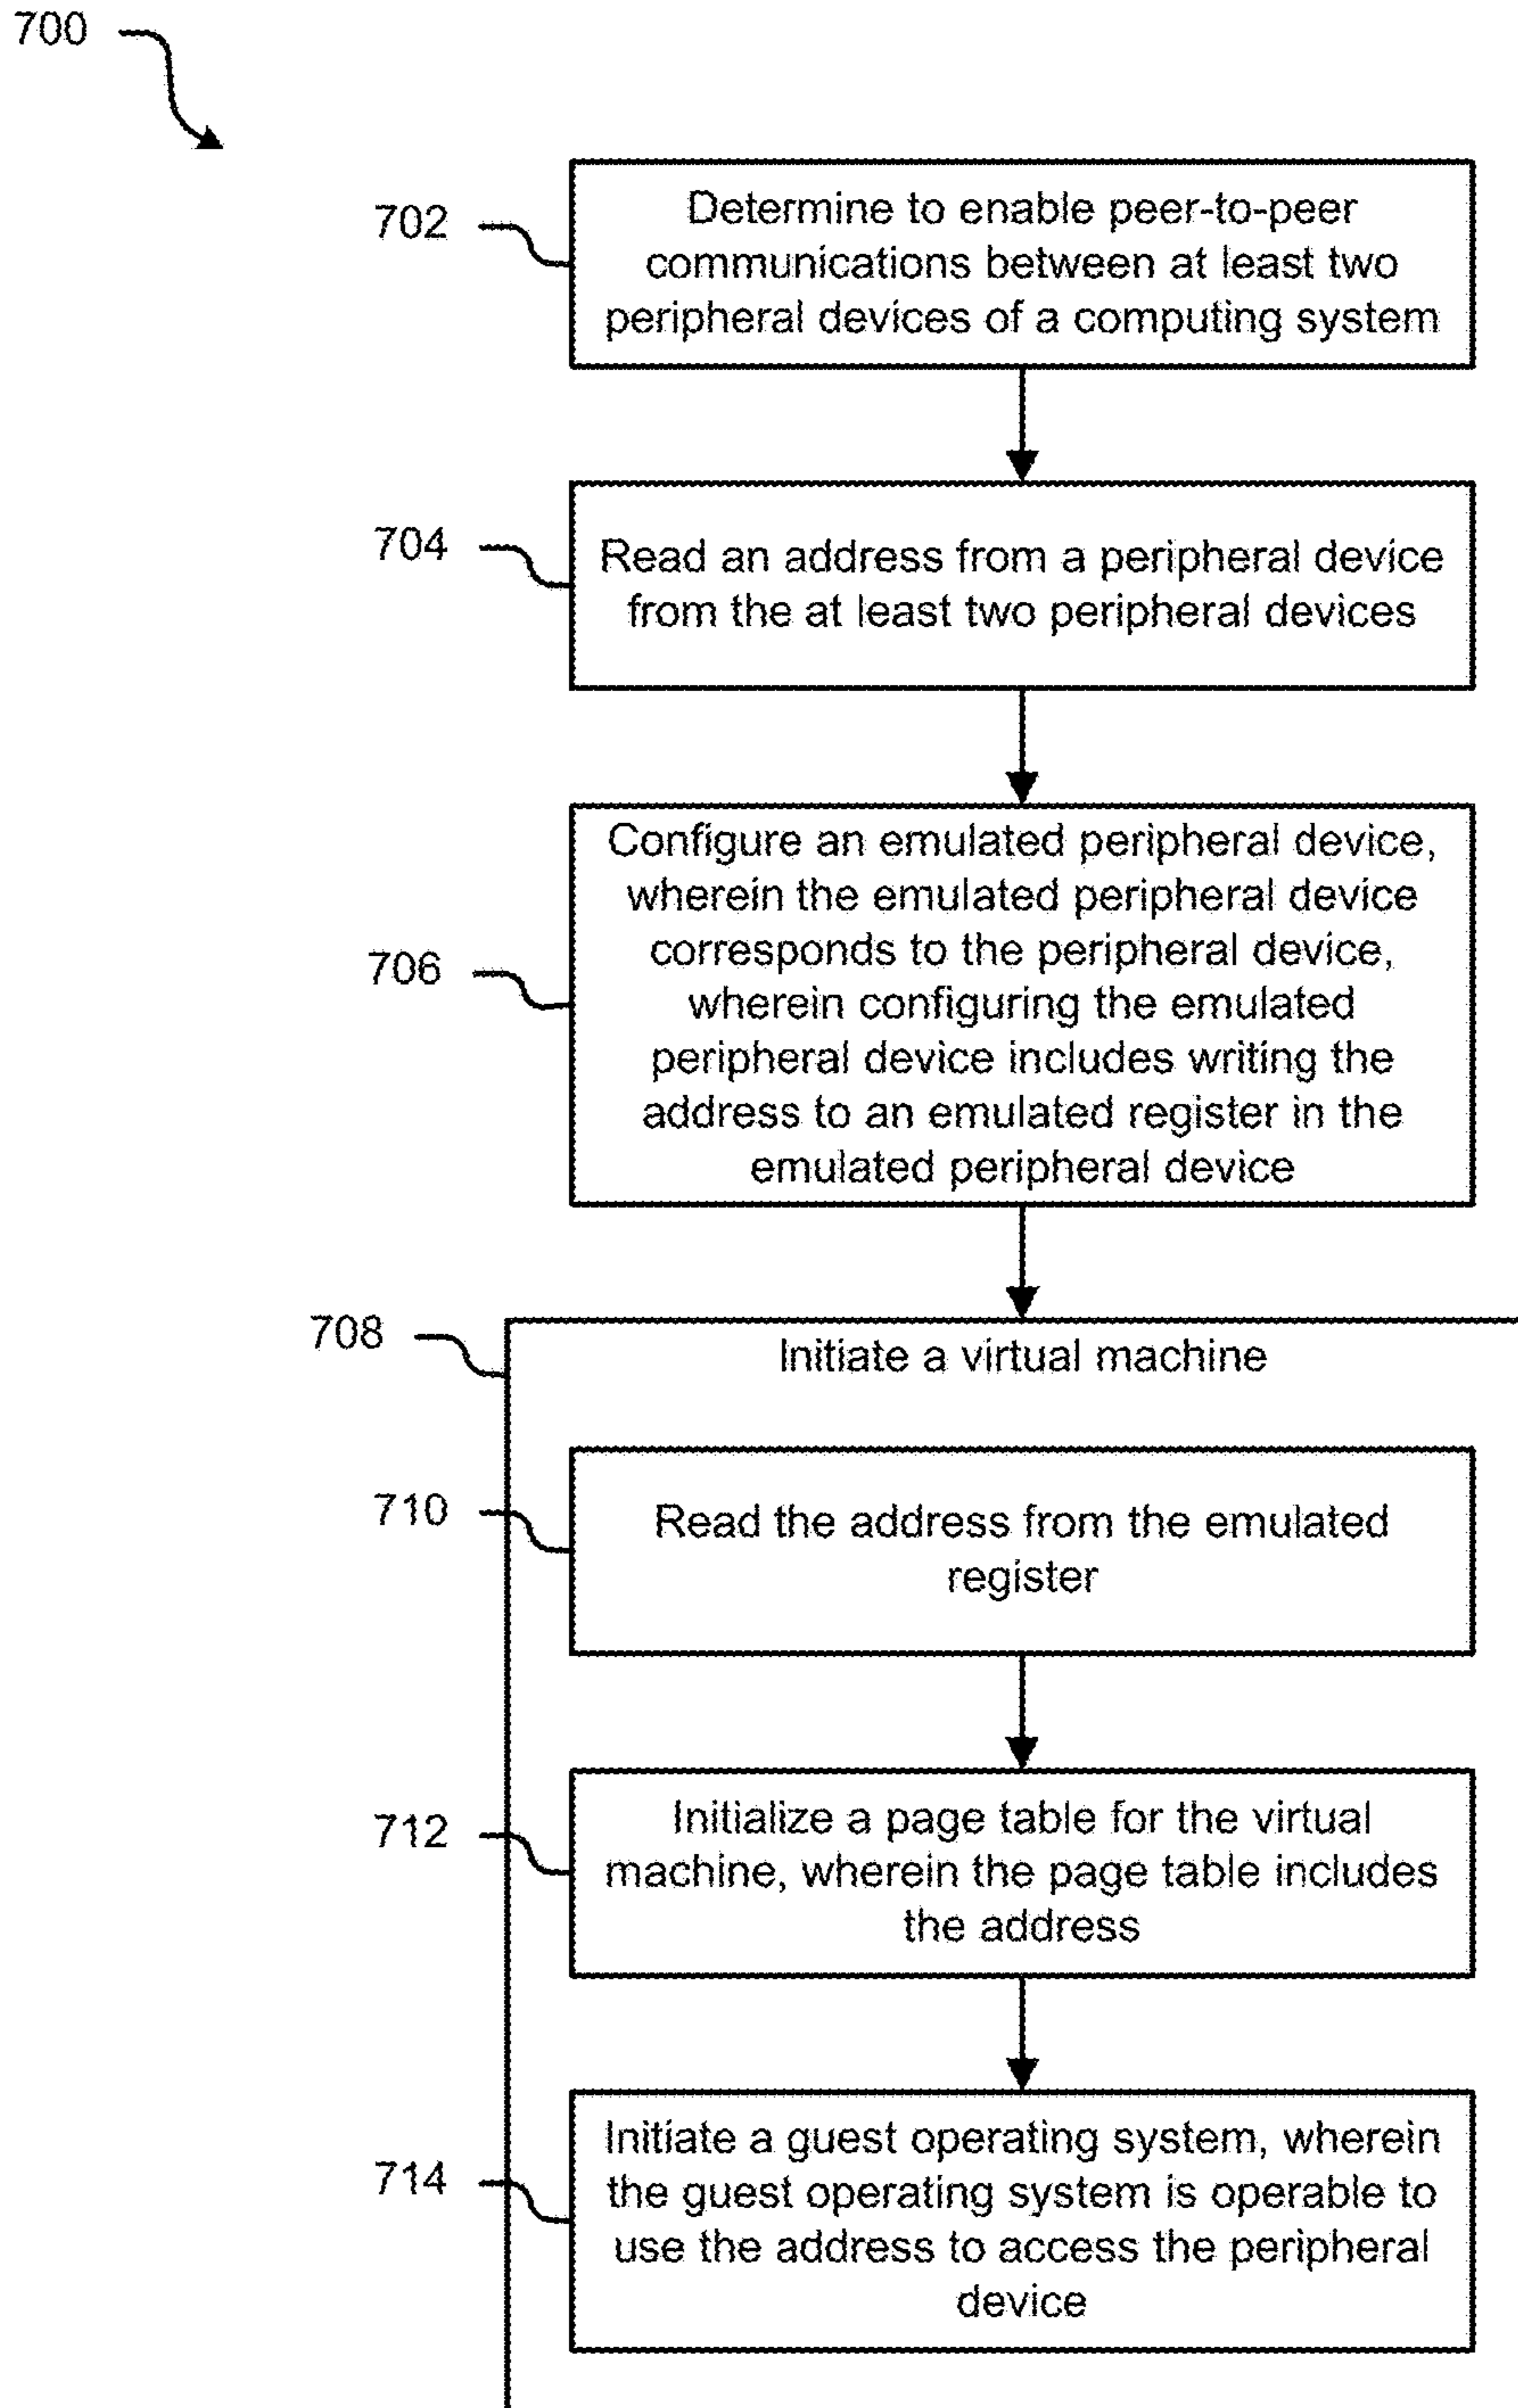 700
702
Determine to enable peer-to-peer
communications between at least two
peripheral devices of a computing system
704
Read an address from a peripheral device
from the at least two peripheral devices
706
Configure an emulated peripheral device,
wherein the emulated peripheral device
corresponds to the peripheral device,
wherein configuring the emulated
peripheral device includes writing the
address to an emulated register in the
emulated peripheral device
708
Initiate a virtual machine
710
Read the address from the emulated
register
712
Initialize a page table for the virtual
machine, wherein the page table includes
the address
714
Initiate a guest operating system, wherein
the guest operating system is operable to
use the address to access the peripheral
device